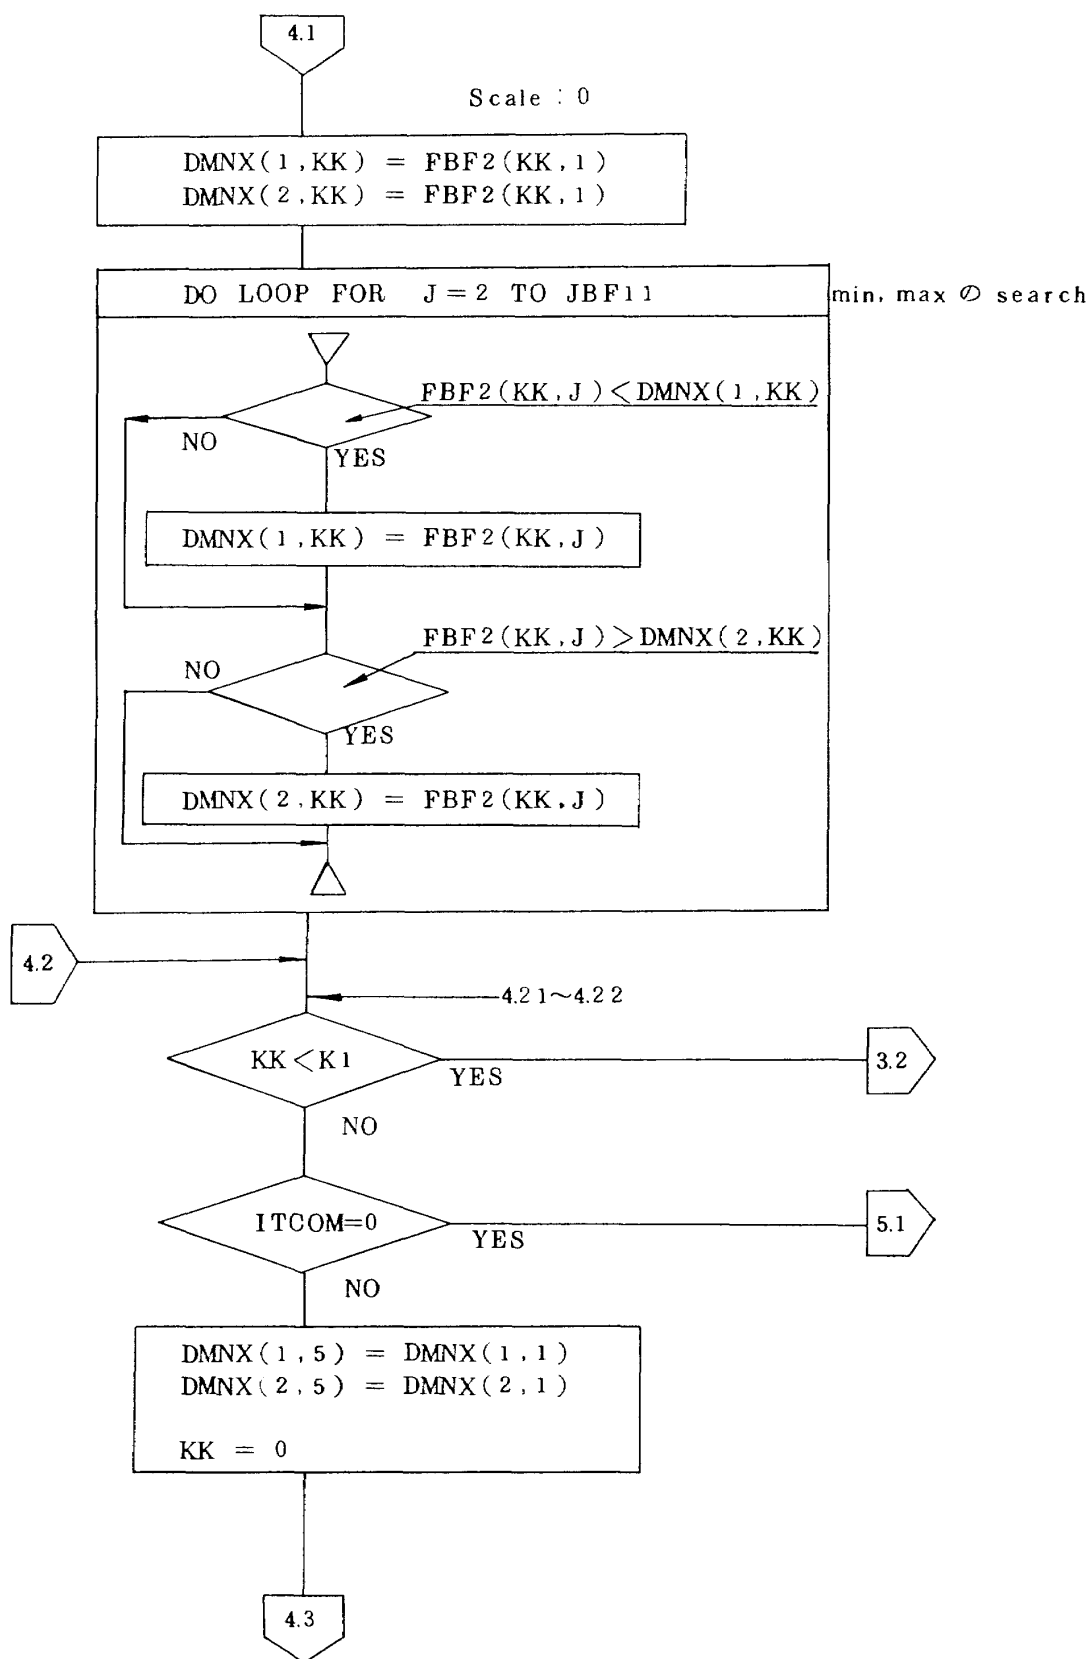 4.1
Scale : 0
DMNX(1,KK) = FBF2(KK,1)
DMNX(2,KK) = FBF2(KK,1)
DO LOOP FOR J=2 TO JBF11
min, max の search
FBF2(KK,J)<DMNX(1,KK)
NO
YES
DMNX(1,KK) = FBF2(KK,J)
FBF2(KK,J)>DMNX(2,KK)
NO
YES
DMNX(2,KK) = FBF2(KK,J)
4.2
4.21~4.22
KK<K1
YES
3.2
NO
ITCOM=0
YES
5.1
NO
DMNX(1,5) = DMNX(1,1)
DMNX(2,5) = DMNX(2,1)
KK = 0
4.3